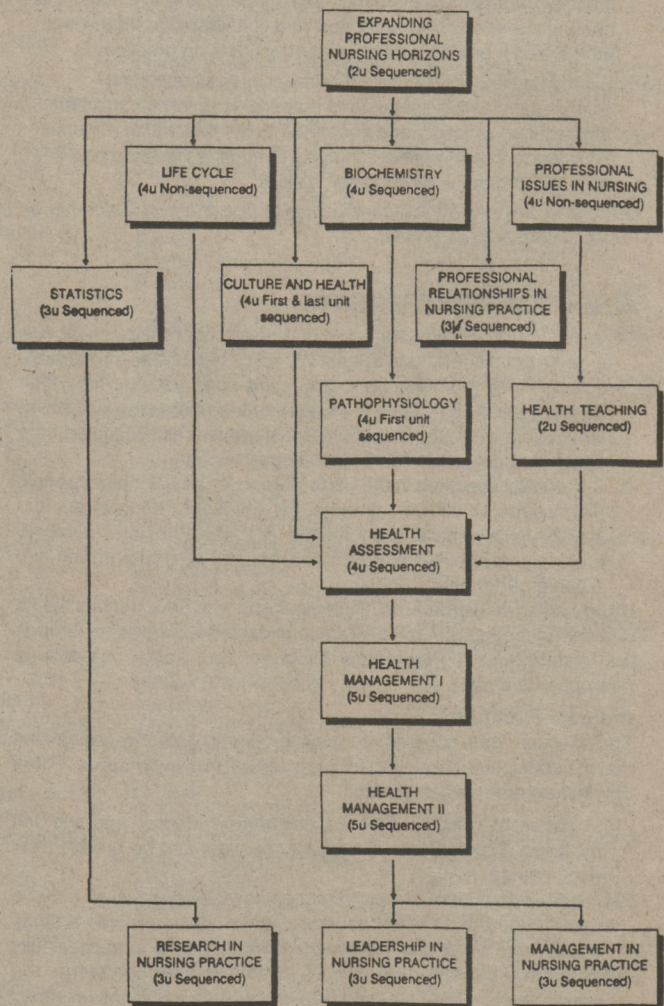 EXPANDING
PROFESSIONAL
NURSING HORIZONS
(2u Sequenced)
LIFE CYCLE
(4u Non-sequenced)
BIOCHEMISTRY
(4u Sequenced)
PROFESSIONAL
ISSUES IN NURSING
(4u Non-sequenced)
STATISTICS
(3u Sequenced)
CULTURE AND HEALTH
(4u First & last unit
sequenced)
PROFESSIONAL
RELATIONSHIPS IN
NURSING PRACTICE
Sequenced)
PATHOPHYSIOLOGY
(4u First unit
sequenced)
HEALTH TEACHING
(2u Sequenced)
HEALTH
ASSESSMENT
(4u Sequenced)
HEALTH
MANAGEMENT I
(5u Sequenced)
HEALTH
MANAGEMENT II
(5u Sequenced)
RESEARCH IN
NURSING PRACTICE
(3u Sequenced)
LEADERSHIP IN
NURSING PRACTICE
(3u Sequenced)
MANAGEMENT IN
NURSING PRACTICE
(3u Sequenced)